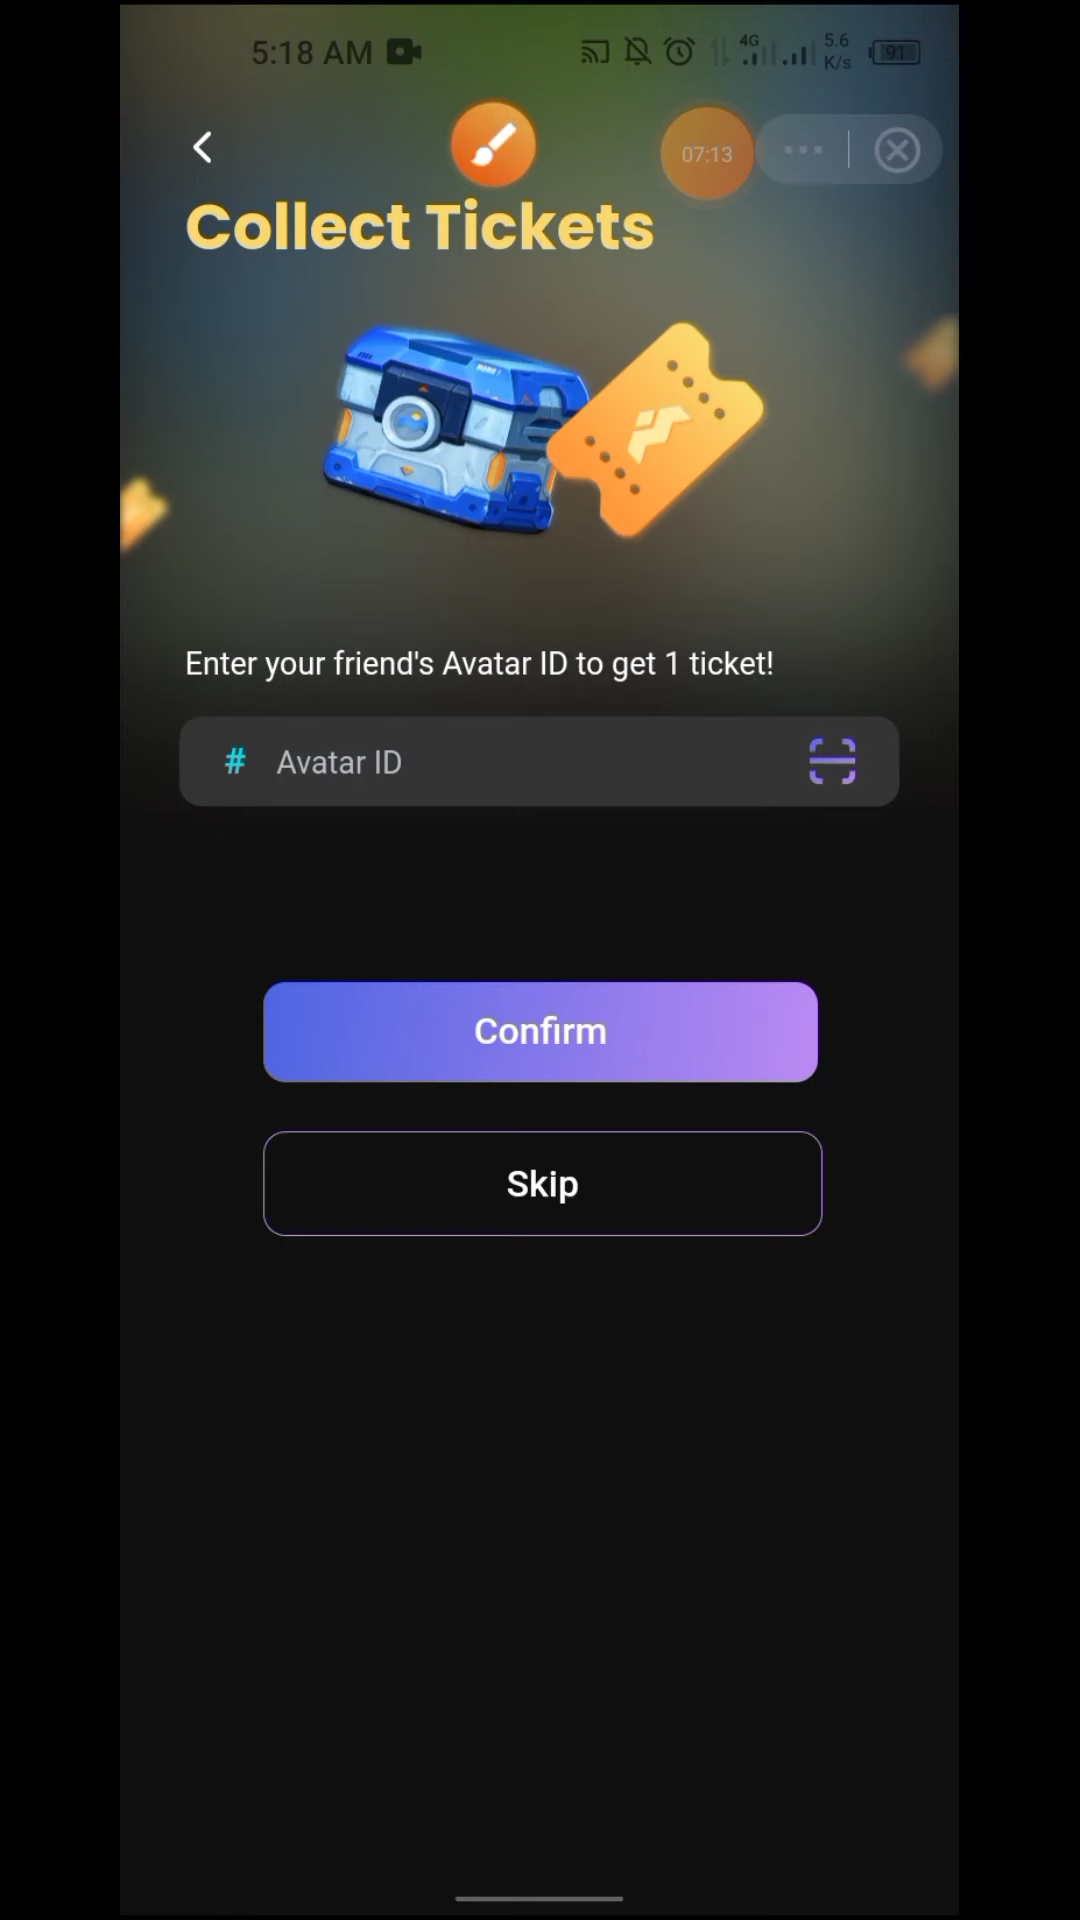 5:18 AM
4G
5.6
K/s
91
07:13
Collect Tickets
Enter your friend's Avatar ID to get 1 ticket!
# Avatar ID
Confirm
Skip